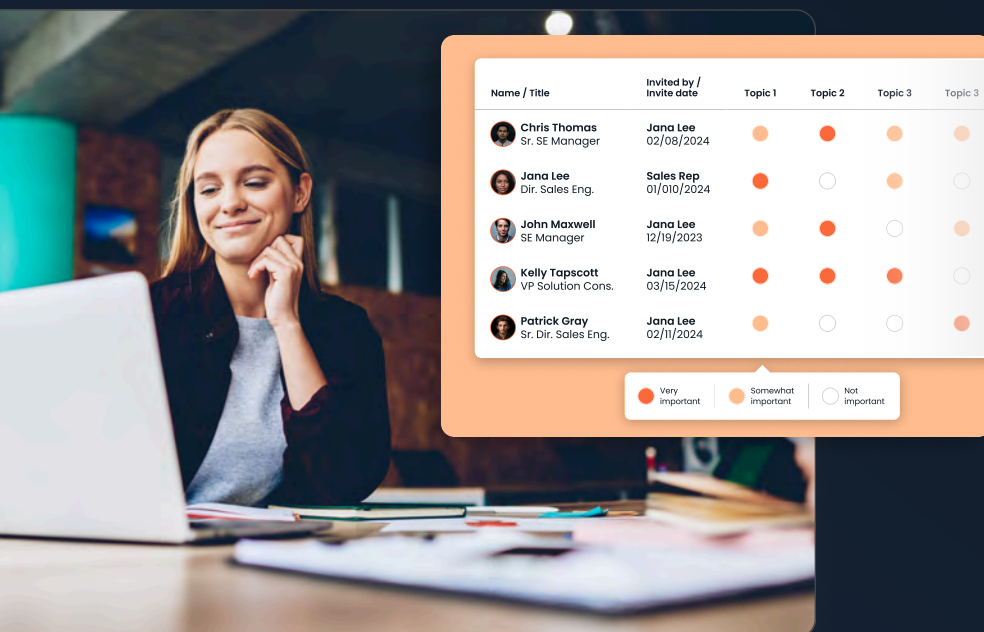 Name / Title
Invited by /
Invite date
Topic 1
Topic 2
Topic 3
Topic 3
Chris Thomas
Sr. SE Manager
Jana Lee
02/08/2024
Jana Lee
Dir. Sales Eng.
Sales Rep
01/010/2024
John Maxwell
SE Manager
Jana Lee
12/19/2023
Kelly Tapscott
VP Solution Cons.
Jana Lee
03/15/2024
Patrick Gray
Sr. Dir. Sales Eng.
Jana Lee
02/11/2024
Very
important
Somewhat
important
Not
important